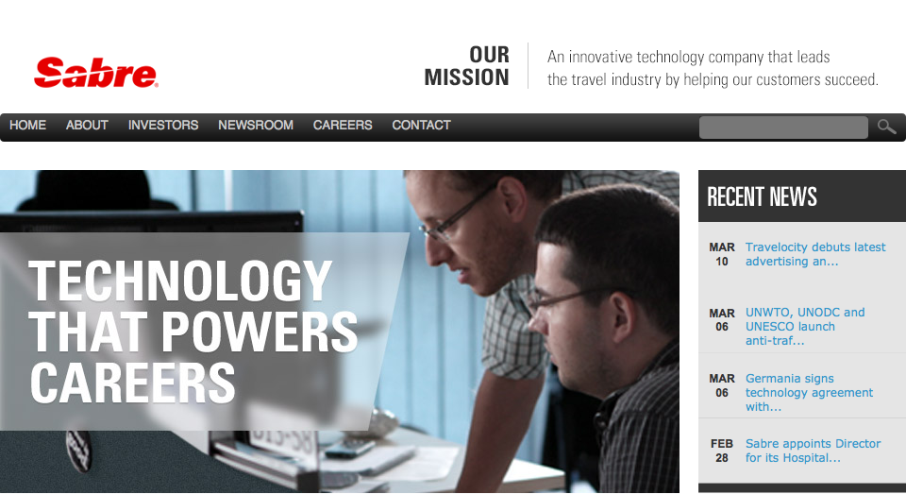 Sabre
OUR
MISSION
An innovative technology company that leads
the travel industry by helping our customers succeed.
HOME ABOUT INVESTORS NEWSROOM CAREERS CONTACT
TECHNOLOGY
THAT POWERS
CAREERS
RECENT NEWS
MAR
10
Travelocity debuts latest
advertising an...
MAR
06
UNWTO, UNODC and
UNESCO launch
anti-traf...
MAR
06
Germania signs
technology agreement
with...
FEB
28
Sabre appoints Director
for its Hospital...